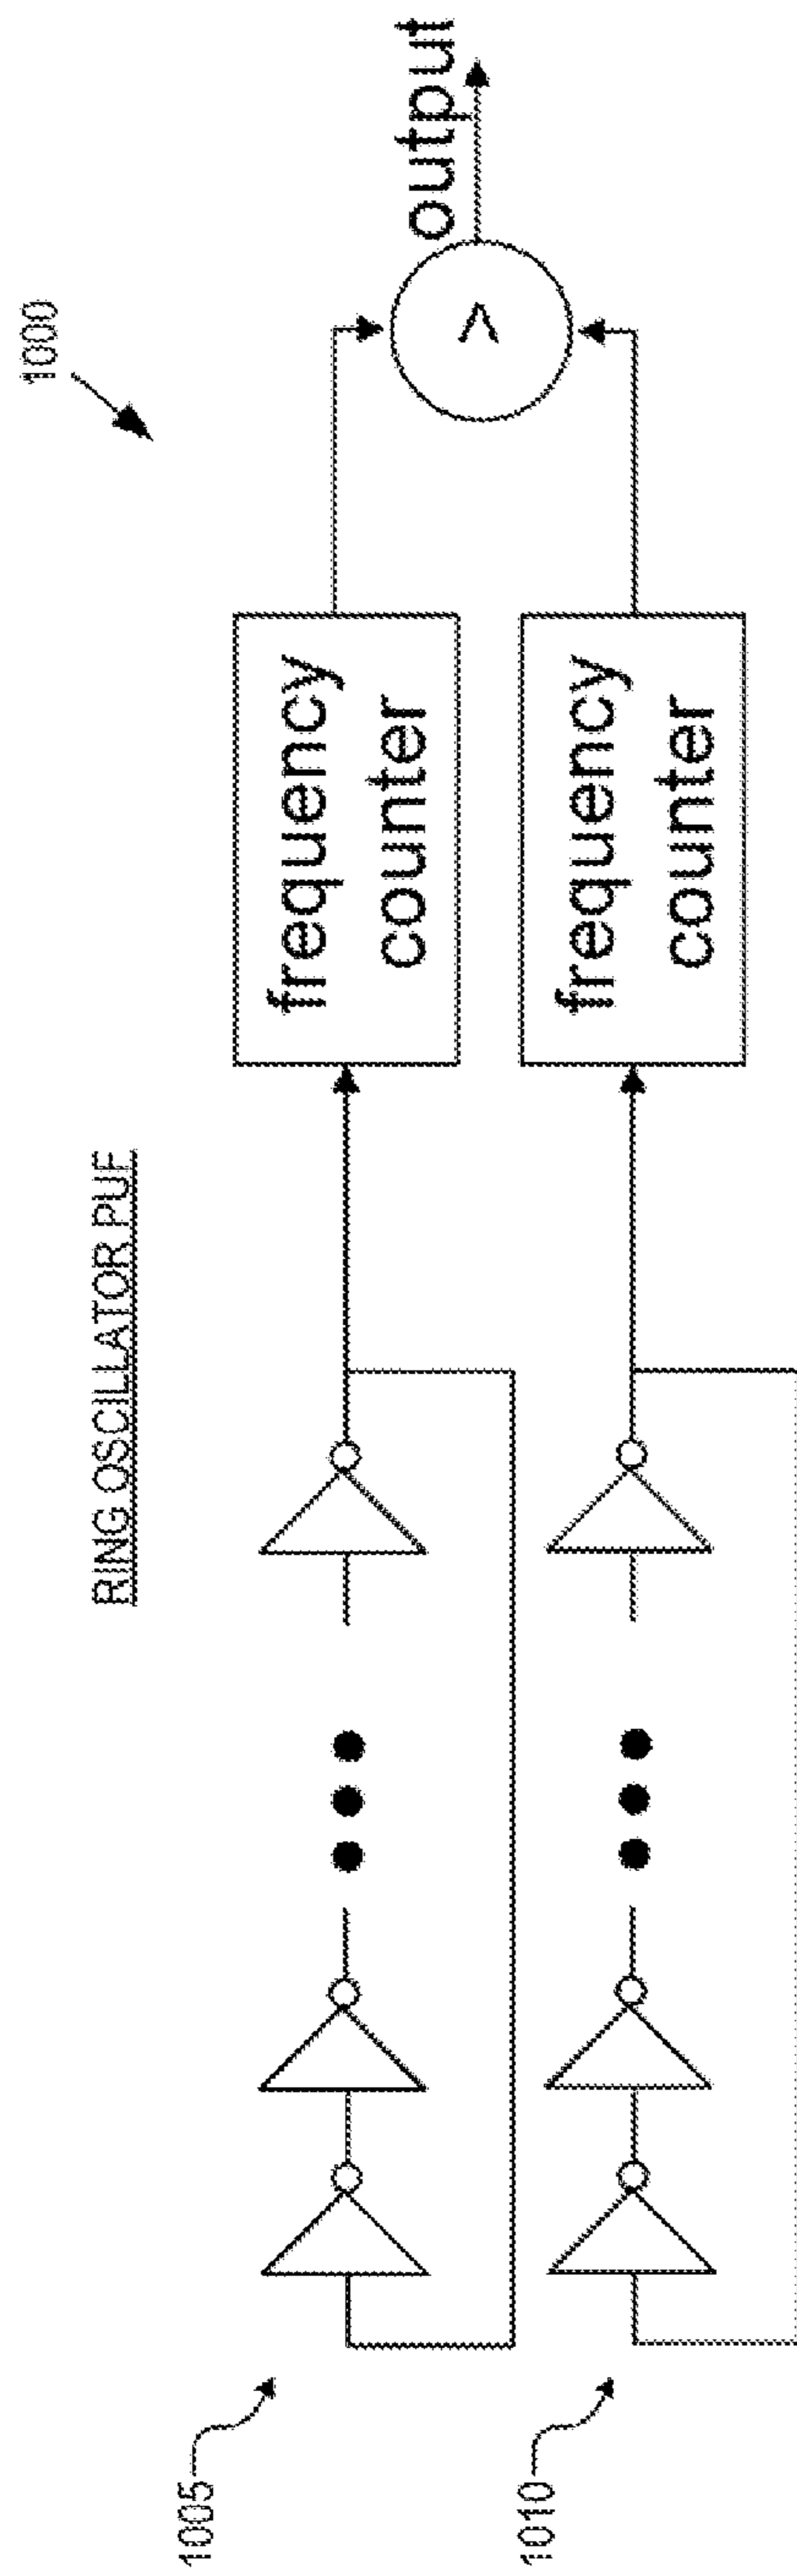 1000
RING OSCILLATOR PUF
1005
frequency
counter
>
output
1010
frequency
counter